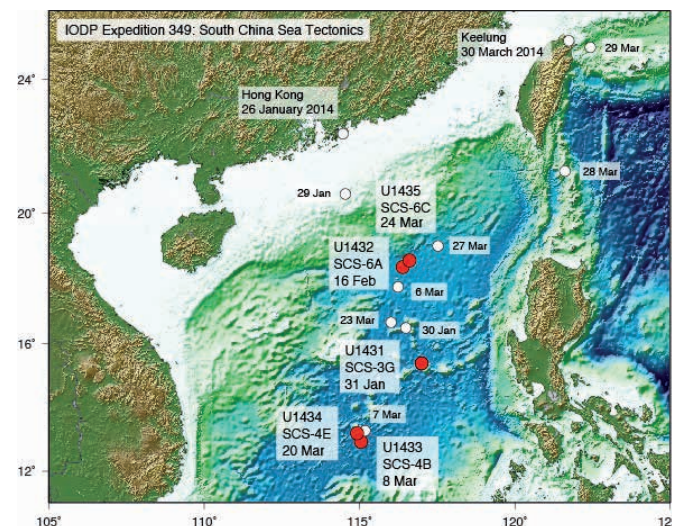 IODP Expedition 349: South China Sea Tectonics
Keelung
30 March 2014
29 Mar
24°
Hong Kong
26 January 2014
28 Mar
29 Jan
U1435
SCS-6C
24 Mar
20°
27 Mar
U1432
SCS-6A
16 Feb
6 Mar
23 Mar
30 Jan
16°
U1431
SCS-3G
31 Jan
7 Mar
U1434
SCS-4E
20 Mar
U1433
SCS-4B
8 Mar
12°
105°
110°
115°
120°